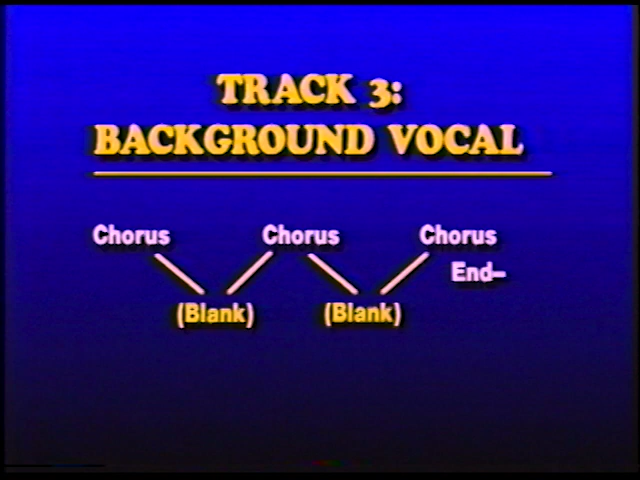 TRACK 3:
BACKGROUND VOCAL
Chorus Chorus Chorus
End–
(Blank) (Blank)